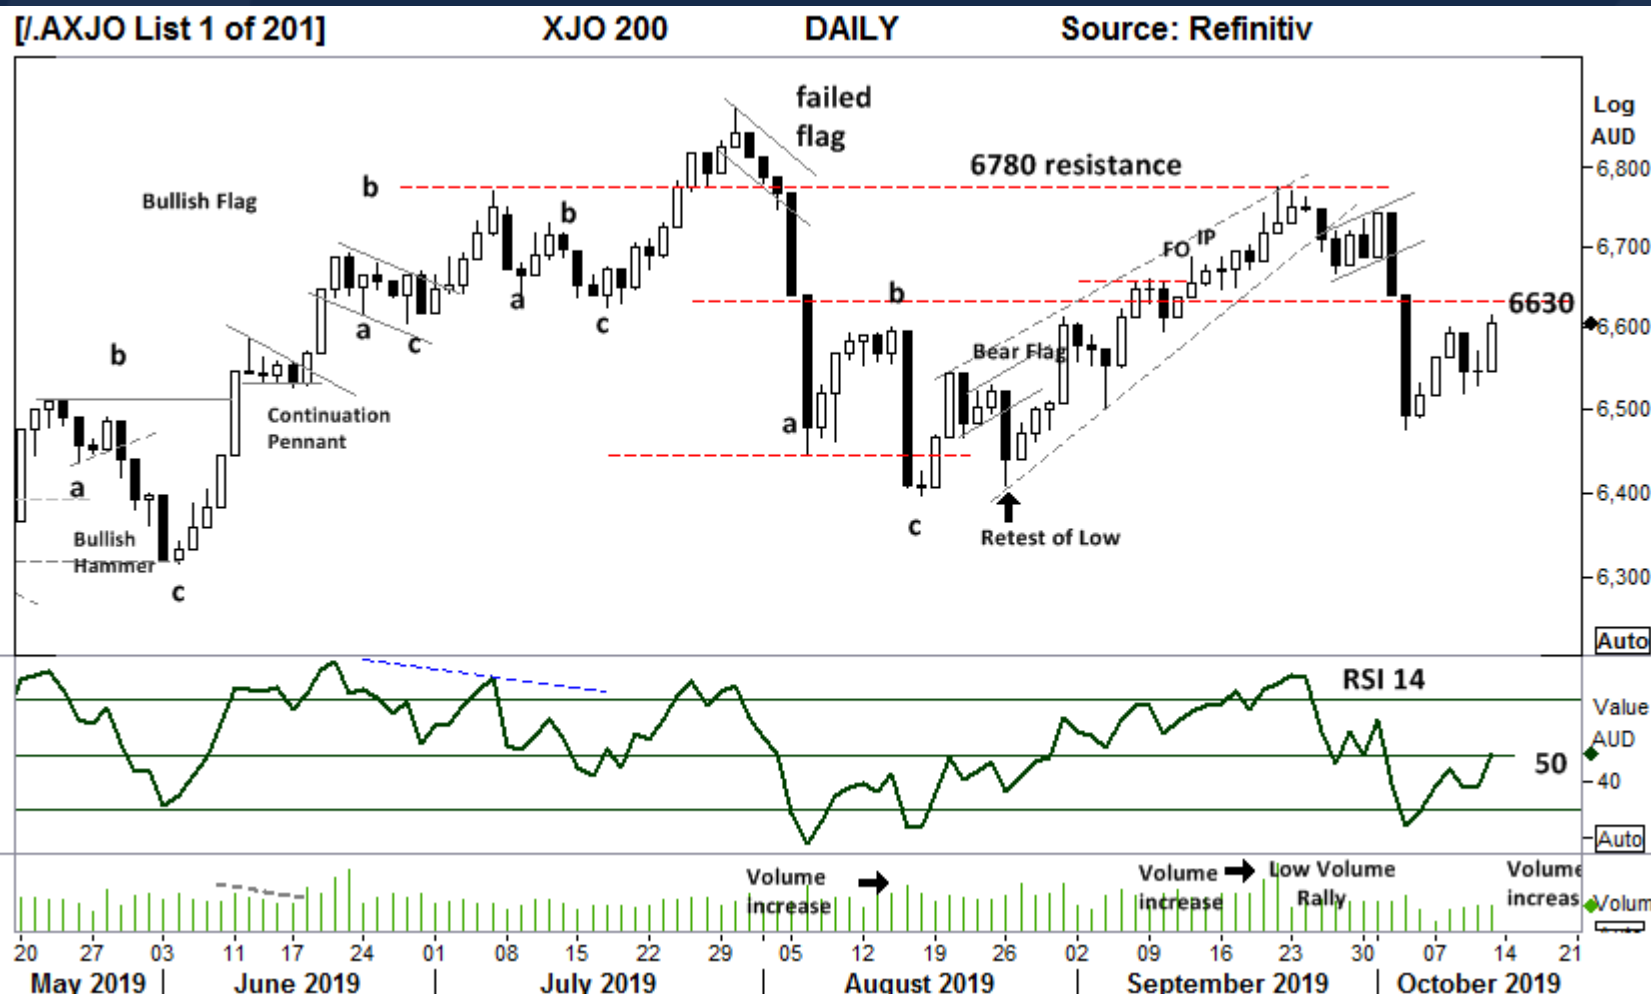 [/.AXJO List 1 of 201] XJO 200 DAILY Source: Refinitiv
failed
flag
Log
AUD
6780 resistance
6,800
b
Bullish Flag
b
6,700
FO IP
a
b
6630
c
6,600
a
c
b
Bear Flag
Continuation
Pennant
a
6,500
a
6,400
c
Retest of Low
Bullish
Hammer
6,300
c
Auto
RSI 14
Value
AUD
50
40
Auto
Volume
increase
Volume
increase
Low Volume
Rally
Volume
increas
Volum
20 27 03 11 17 24 01 08 15 22 29 05 12 19 26 02 09 16 23 30 07 14 21
May 2019 June 2019 July 2019 August 2019 September 2019 October 2019